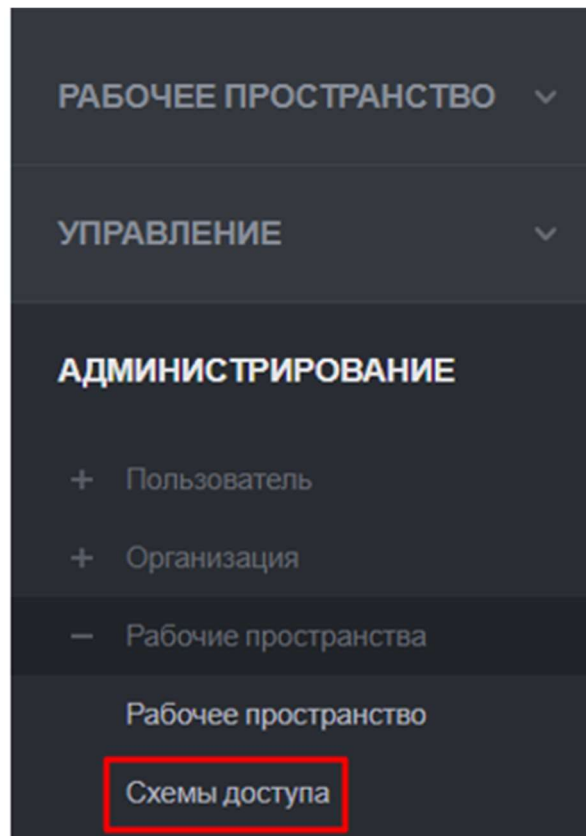 РАБОЧЕЕ ПРОСТРАНСТВО
УПРАВЛЕНИЕ
АДМИНИСТРИРОВАНИЕ
+ Пользователь
+ Организация
− Рабочие пространства
Рабочее пространство
Схемы доступа